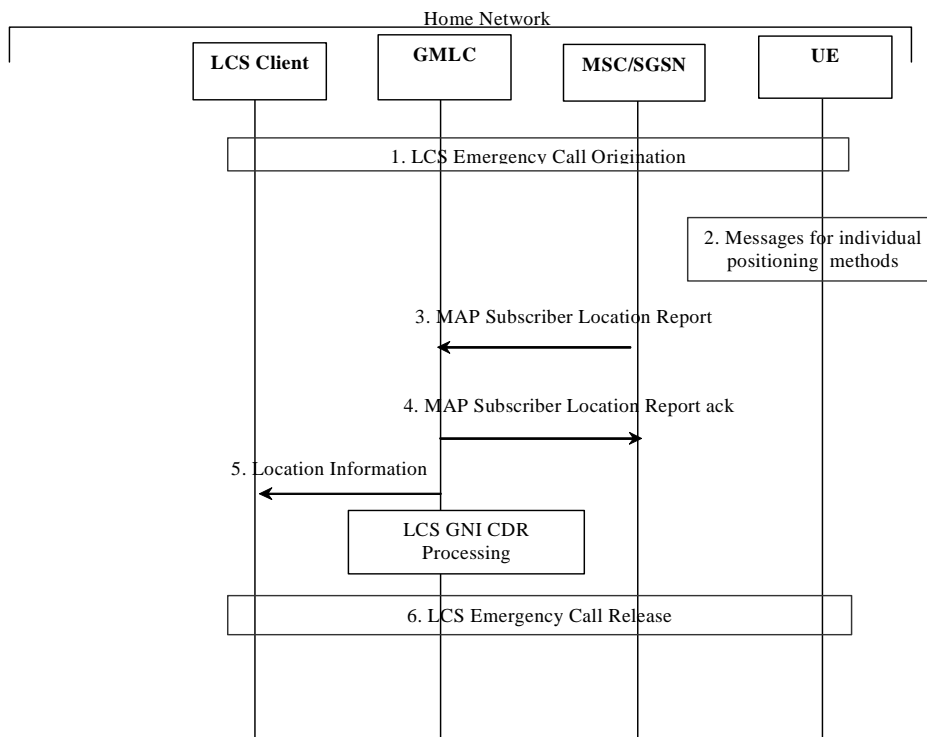 Home Network
LCS Client
GMLC
MSC/SGSN
UE
1. LCS Emergency Call Origination
2. Messages for individual
positioning methods
3. MAP Subscriber Location Report
4. MAP Subscriber Location Report ack
5. Location Information
LCS GNI CDR
Processing
6. LCS Emergency Call Release